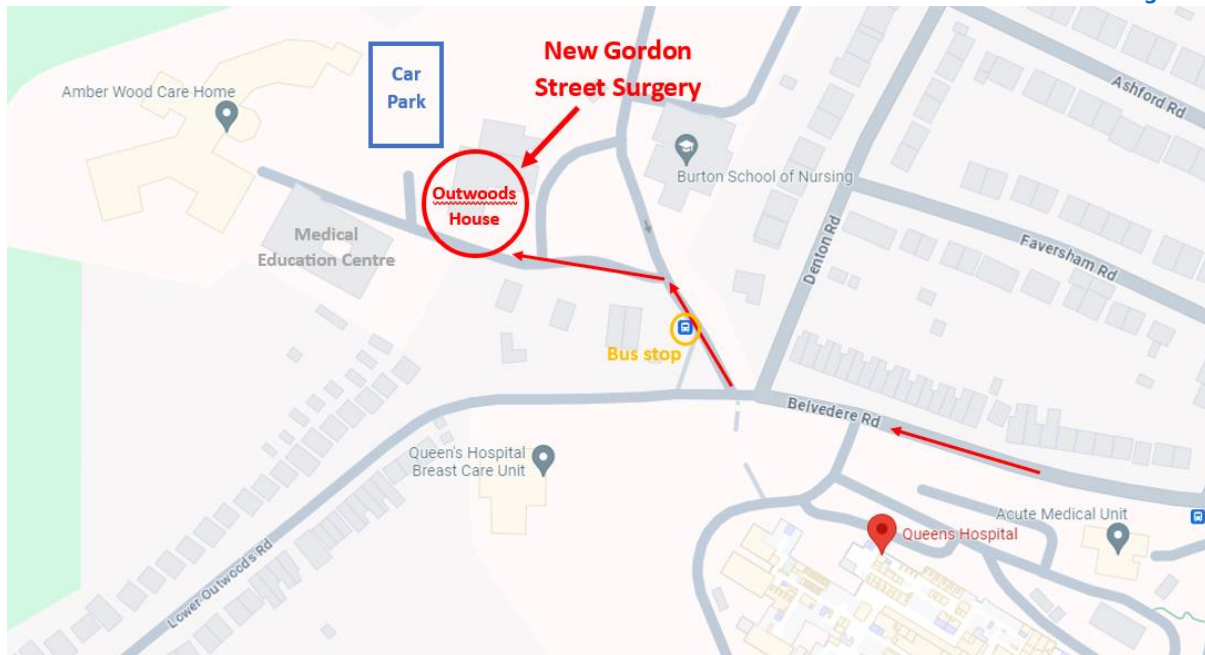 New Gordon
Street Surgery
Car
Park
Amber Wood Care Home
Ashford Rd
Burton School of Nursing
Outwoods
House
Medical
Education Centre
Denton Rd
Faversham Rd
Bus stop
Belvedere Rd
Queen's Hospital
Breast Care Unit
Acute Medical Unit
Queens Hospital
Lower Outwoods Rd